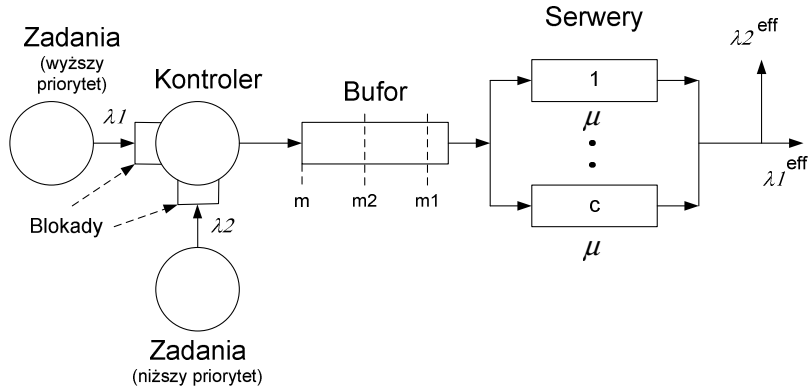 Zadania
(wyższy
priorytet)
λ1
Kontroler
Bufor
Serwery
1
μ
c
μ
λ2 eff
λ1 eff
m
m2
m1
Blokady
λ2
Zadania
(niższy priorytet)